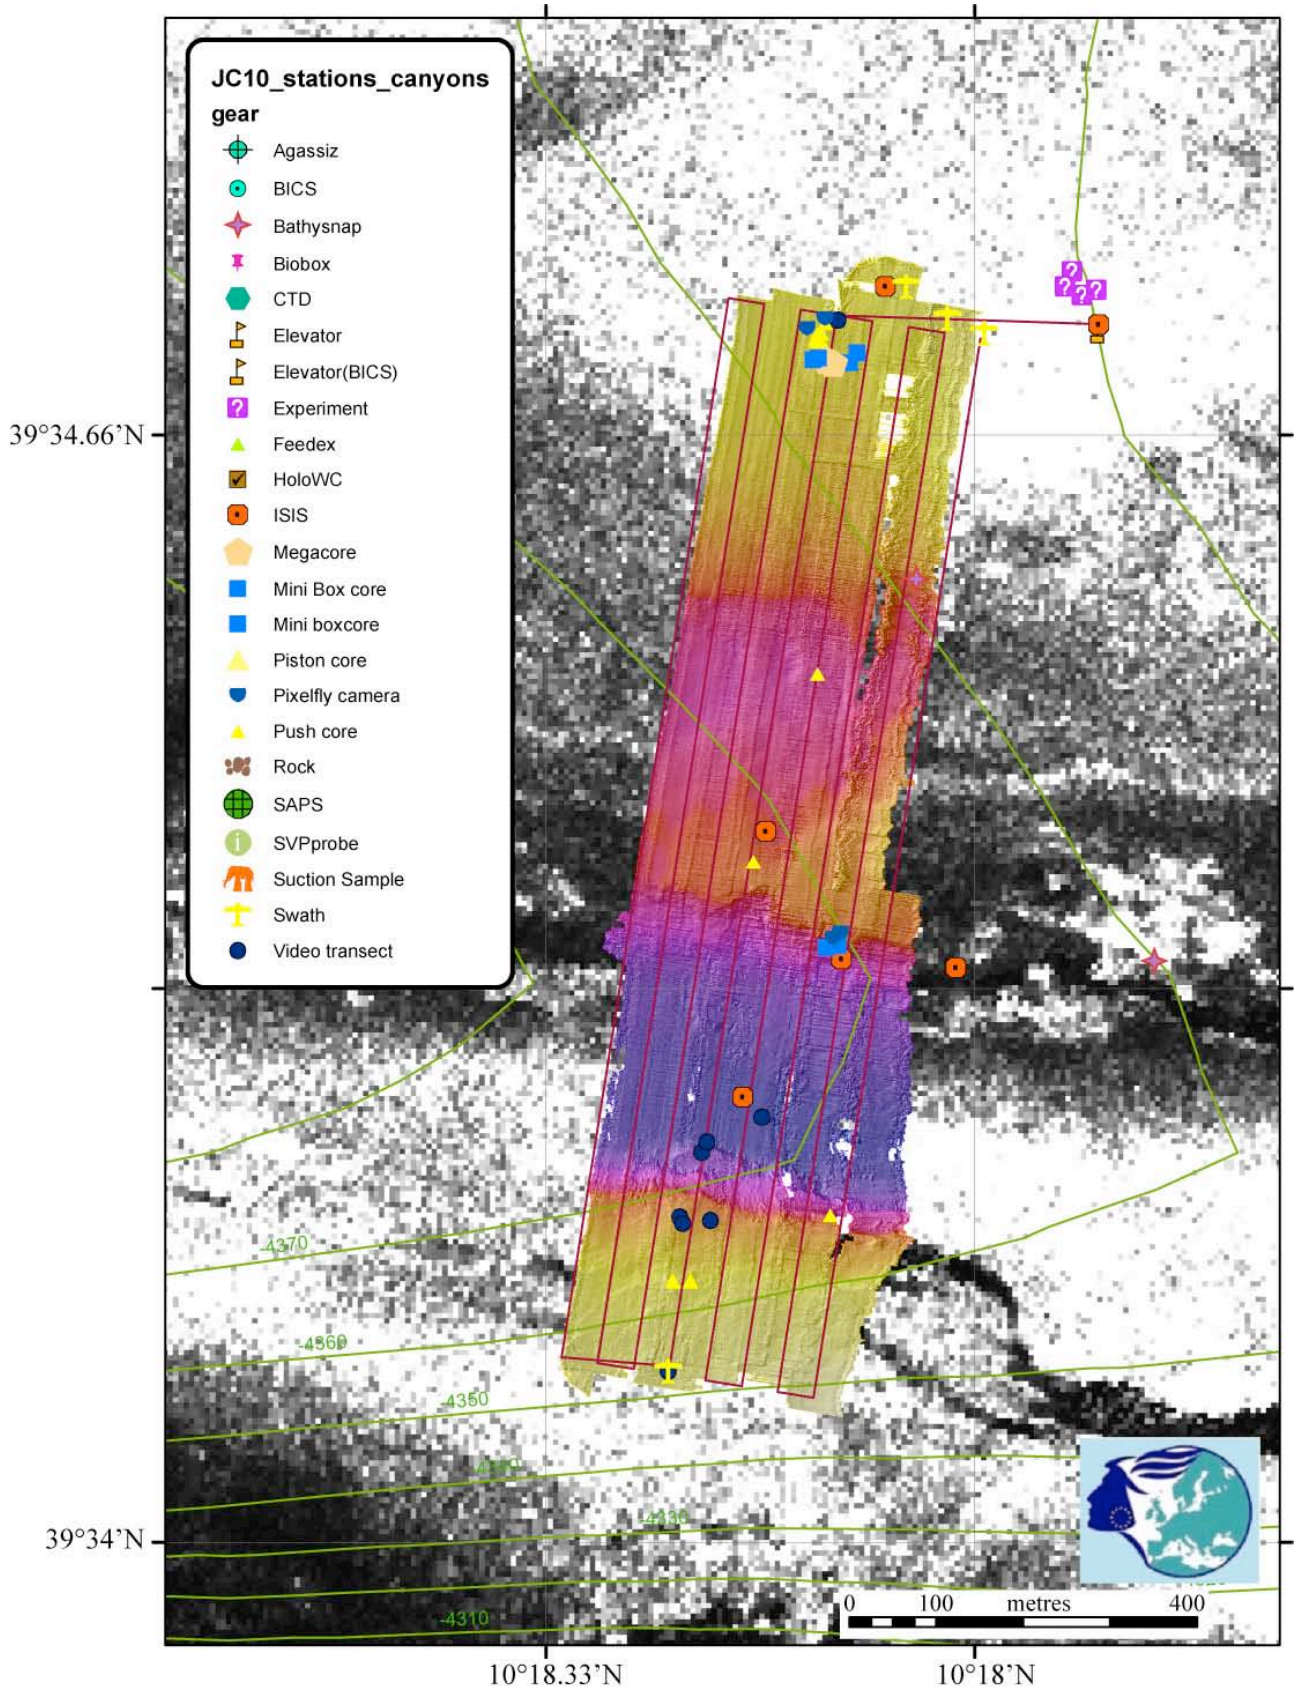 JC10_stations_canyons
gear
Agassiz
BICS
Bathysnap
Biobox
CTD
Elevator
Elevator(BICS)
? Experiment
Feedex
HoloWC
ISIS
Megacore
Mini Box core
Mini boxcore
Piston core
Pixelfly camera
Push core
Rock
SAPS
i SVPprobe
Suction Sample
Swath
Video transect
?
? ? ?
39°34.66'N
-4370
-4360
-4350
-4330
39°34'N
-4310
0 100 metres 400
10°18.33'N
10°18'N